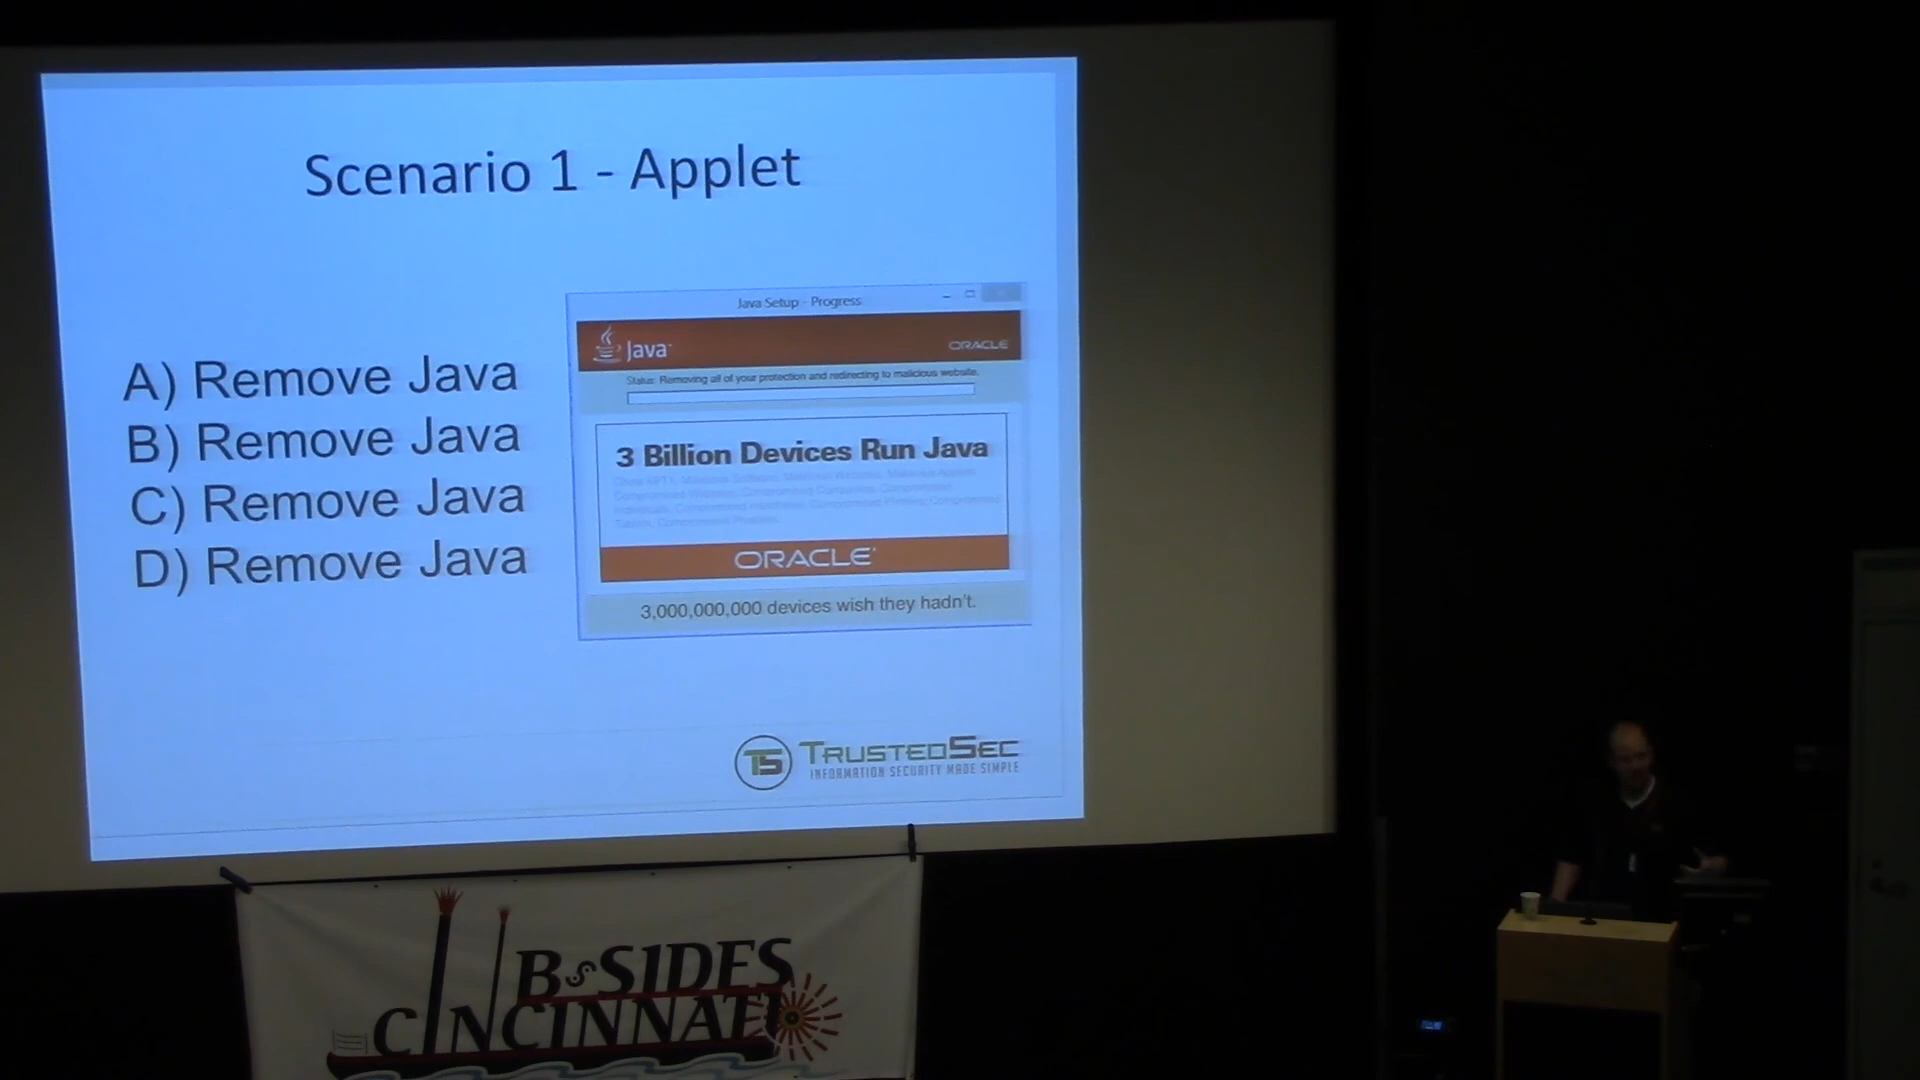 Scenario 1 - Applet
A) Remove Java
B) Remove Java
C) Remove Java
D) Remove Java
Java Setup - Progress
Java
ORACLE
Status: Removing all of your protection and redirecting to malicious website.
3 Billion Devices Run Java
ORACLE
3,000,000,000 devices wish they hadn't.
TS TRUSTEDSEC
INFORMATION SECURITY MADE SIMPLE
B-SIDES
CINCINNATI